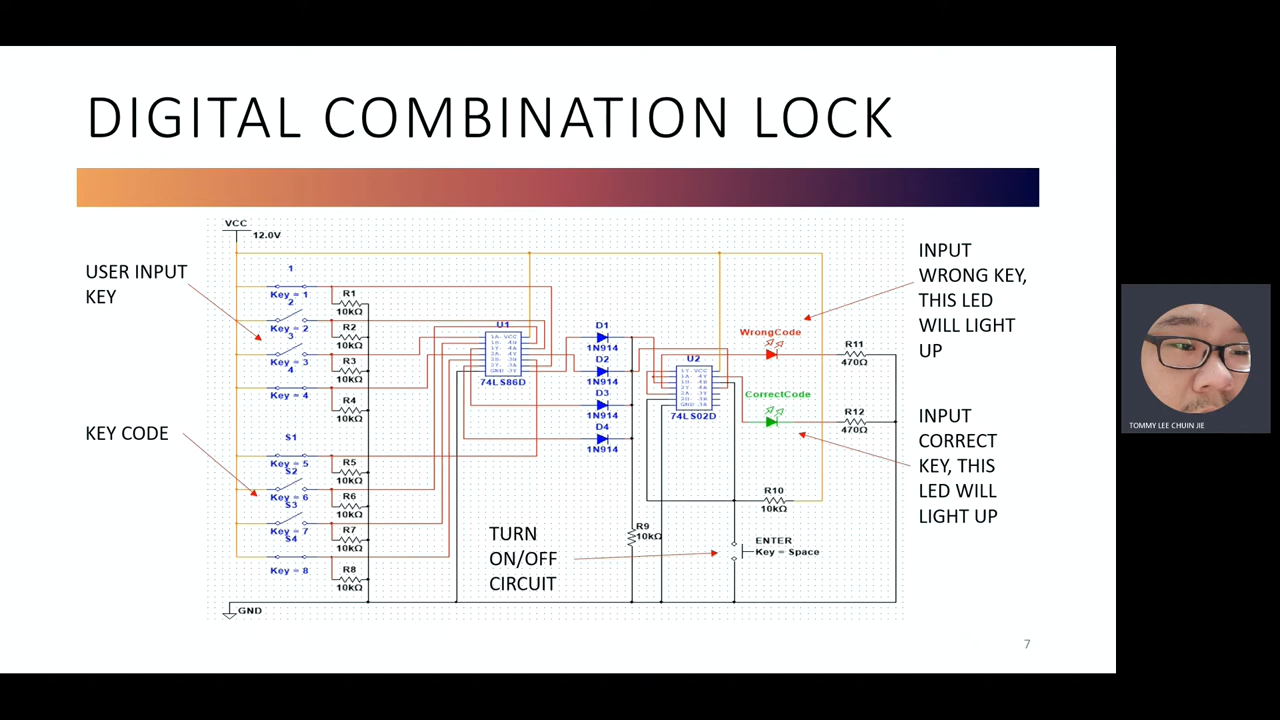 DIGITAL COMBINATION LOCK
VCC
12.0V
USER INPUT
KEY
KEY CODE
1
Key = 1
2
Key = 2
3
Key = 3
4
Key = 4
S1
Key = 5
S2
Key = 6
S3
Key = 7
S4
Key = 8
R1
10kΩ
R2
10kΩ
R3
10kΩ
R4
10kΩ
R5
10kΩ
R6
10kΩ
R7
10kΩ
R8
10kΩ
GND
U1
74LS86D
D1
1N914
D2
1N914
D3
1N914
D4
1N914
R9
10kΩ
U2
74LS02D
TURN
ON/OFF
CIRCUIT
WrongCode
R11
470Ω
CorrectCode
R12
470Ω
R10
10kΩ
ENTER
Key = Space
INPUT
WRONG KEY,
THIS LED
WILL LIGHT
UP
INPUT
CORRECT
KEY, THIS
LED WILL
LIGHT UP
7
TOMMY LEE CHUIN JIE